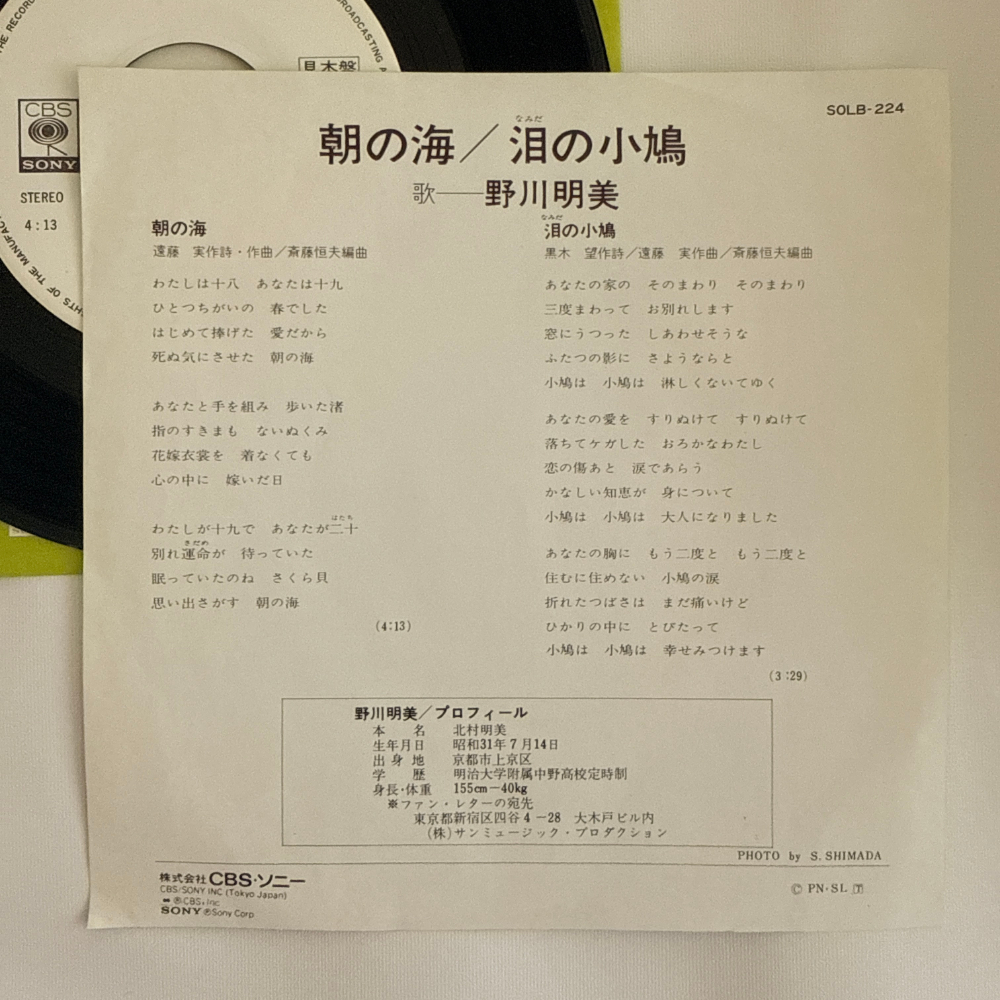 THE RECOR
BROADCASTING A
見本盤
CBS
SONY
STEREO
4:13
GHTS OF THE MANUFACT
SOLB-224
なみだ
朝の海/泪の小鳩
歌――野川明美
朝の海
遠藤 実作詩・作曲/斎藤恒夫編曲
わたしは十八 あなたは十九
ひとつちがいの 春でした
はじめて捧げた 愛だから
死ぬ気にさせた 朝の海
あなたと手を組み 歩いた渚
指のすきまも ないぬくみ
花嫁衣裳を 着なくても
心の中に 嫁いだ日
はたち
わたしが十九で あなたが二十
さだめ
別れ運命が 待っていた
眠っていたのね さくら貝
思い出さがす 朝の海
(4:13)
なみだ
泪の小鳩
黒木 望作詩/遠藤 実作曲/斎藤恒夫編曲
あなたの家の そのまわり そのまわり
三度まわって お別れします
窓にうつった しあわせそうな
ふたつの影に さようならと
小鳩は 小鳩は 淋しくないてゆく
あなたの愛を すりぬけて すりぬけて
落ちてケガした おろかなわたし
恋の傷あと 涙であらう
かなしい知恵が 身について
小鳩は 小鳩は 大人になりました
あなたの胸に もう二度と もう二度と
住むに住めない 小鳩の涙
折れたつばさは まだ痛いけど
ひかりの中に とびたって
小鳩は 小鳩は 幸せみつけます
(3:29)
野川明美/プロフィール
本 名 北村明美
生年月日 昭和31年7月14日
出身地 京都市上京区
学 歴 明治大学附属中野高校定時制
身長・体重 155cm-40kg
※ファン・レターの宛先
東京都新宿区四谷4-28 大木戸ビル内
(株)サンミュージック・プロダクション
PHOTO by S. SHIMADA
株式会社CBS・ソニー
CBS/SONY INC (Tokyo Japan)
®CBS, Inc
SONY ®Sony Corp
© PN・SL Ⓣ